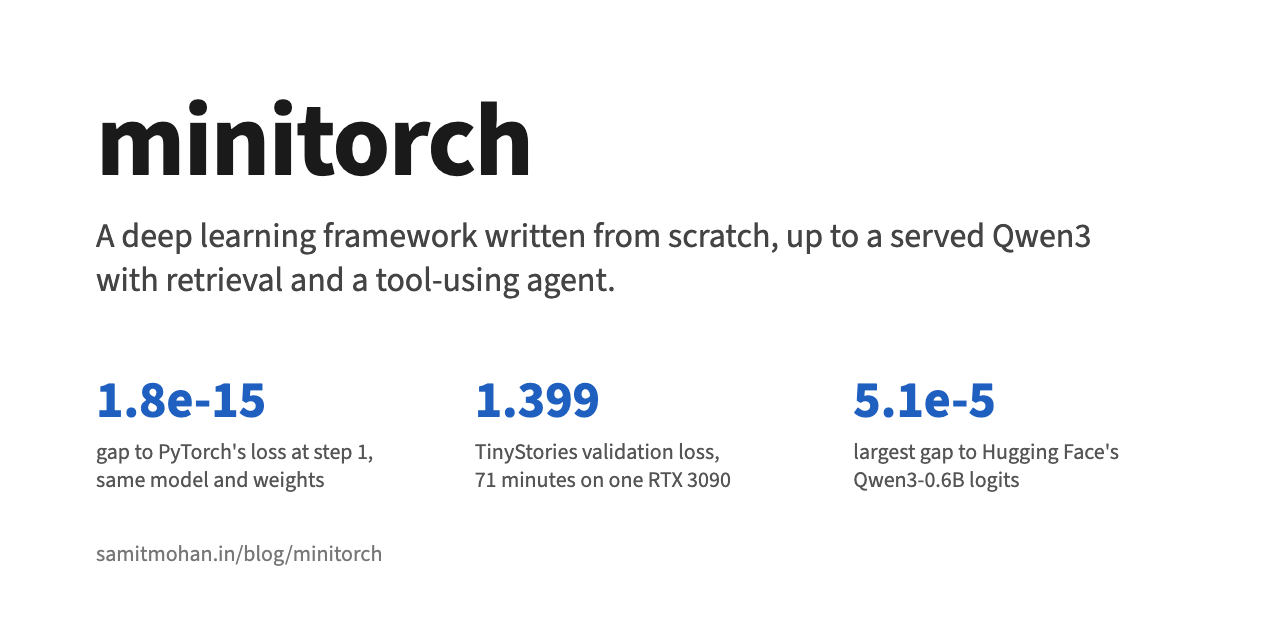 minitorch
A deep learning framework written from scratch, up to a served Qwen3
with retrieval and a tool-using agent.
1.8e-15
gap to PyTorch's loss at step 1,
same model and weights
1.399
TinyStories validation loss,
71 minutes on one RTX 3090
5.1e-5
largest gap to Hugging Face's
Qwen3-0.6B logits
samitmohan.in/blog/minitorch